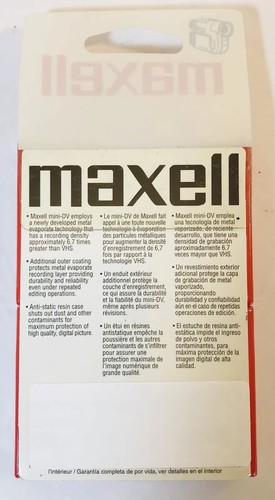 maxell
maxell
• Maxell mini-DV employs
a newly developed metal
evaporate technology that
has a recording density
approximately 6.7 times
greater than VHS.
• Additional outer coating
protects metal evaporate
recording layer providing
durability and reliability
even under repeated
editing operations.
• Anti-static resin case
shuts out dust and other
contaminants for
maximum protection of
high quality, digital picture.
• Le mini-DV de Maxell fait
appel à une toute nouvelle
technologie à l'évaporation
des particules métalliques
pour augmenter la densité
d'enregistrement de 6,7
fois par rapport à la
technologie VHS.
• Un enduit extérieur
additionnel protège la
couche d'enregistrement,
ce qui assure la durabilité
et la fiabilité du mini-DV,
même après plusieurs
révisions.
• Un étui en résines
antistatique empêche la
poussière et les autres
contaminants de s'infiltrer
pour assurer une
protection maximale de
l'image numérique de
grande qualité.
• Maxell mini-DV emplea
una tecnología de metal
vaporizado, de reciente
desarrollo, que tiene una
densidad de grabación
aproximadamente 6.7
veces mayor que VHS.
• Un revestimiento exterior
adicional protege la capa
de grabación de metal
vaporizado,
proporcionando
durabilidad y confiabilidad
aún en caso de repetidas
operaciones de edición.
• El estuche de resina anti-
estática impide el ingreso
de polvo y otros
contaminantes, para
máxima protección de la
imagen digital de alta
calidad.
l'intérieur / Garantía completa de por vida, ver detalles en el interior